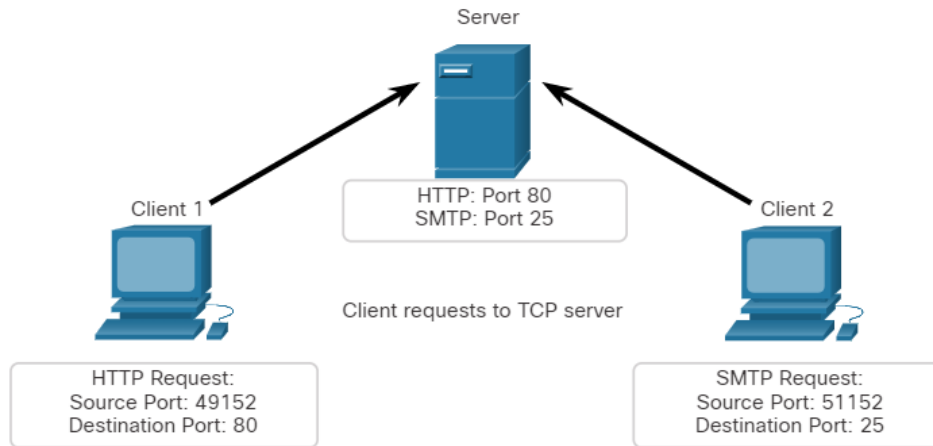 Server
HTTP: Port 80
SMTP: Port 25
Client 1
Client 2
Client requests to TCP server
HTTP Request:
Source Port: 49152
Destination Port: 80
SMTP Request:
Source Port: 51152
Destination Port: 25